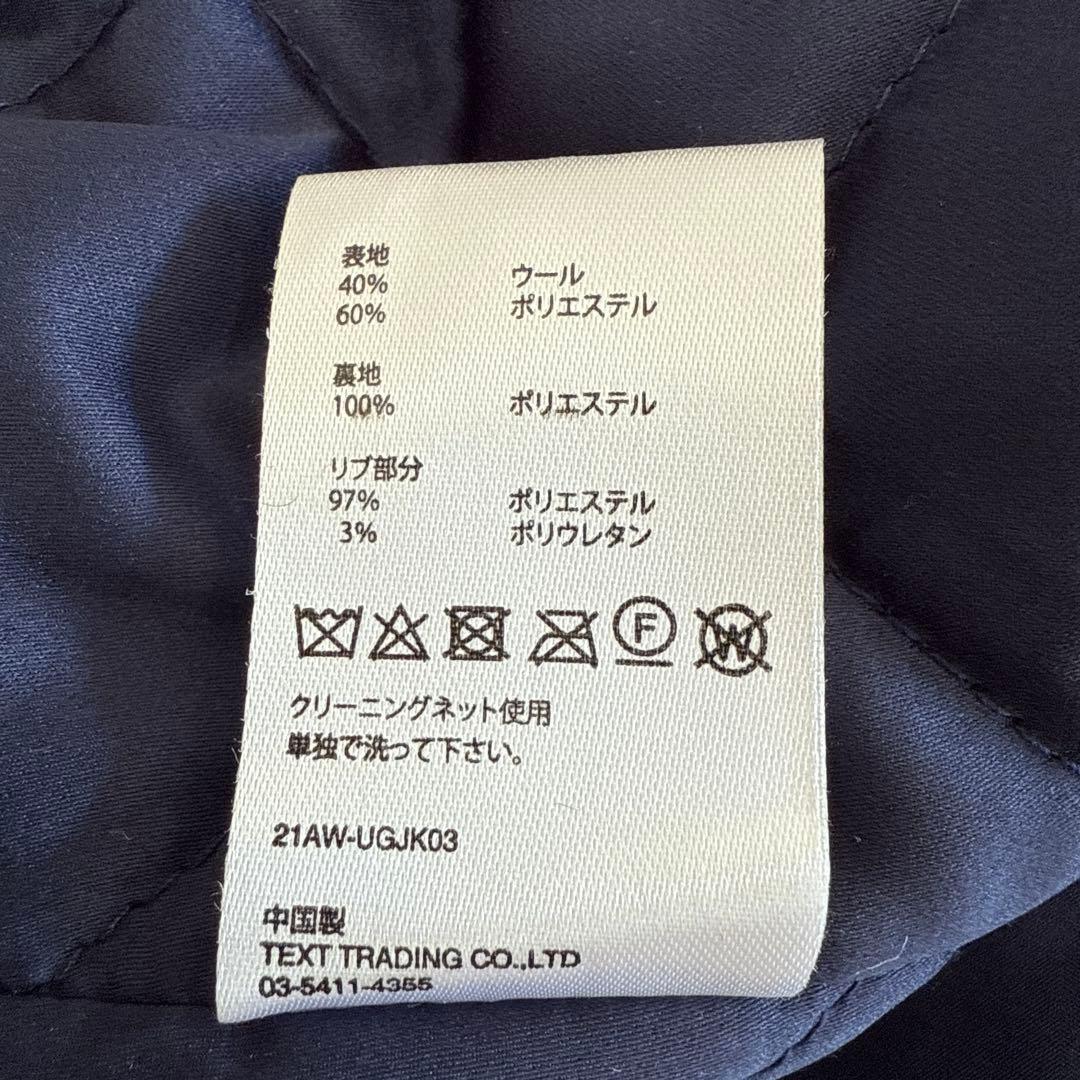 表地
40% ウール
60% ポリエステル
裏地
100% ポリエステル
リブ部分
97% ポリエステル
3% ポリウレタン
F W
クリーニングネット使用
単独で洗って下さい。
21AW-UGJK03
中国製
TEXT TRADING CO.,LTD
03-5411-4355